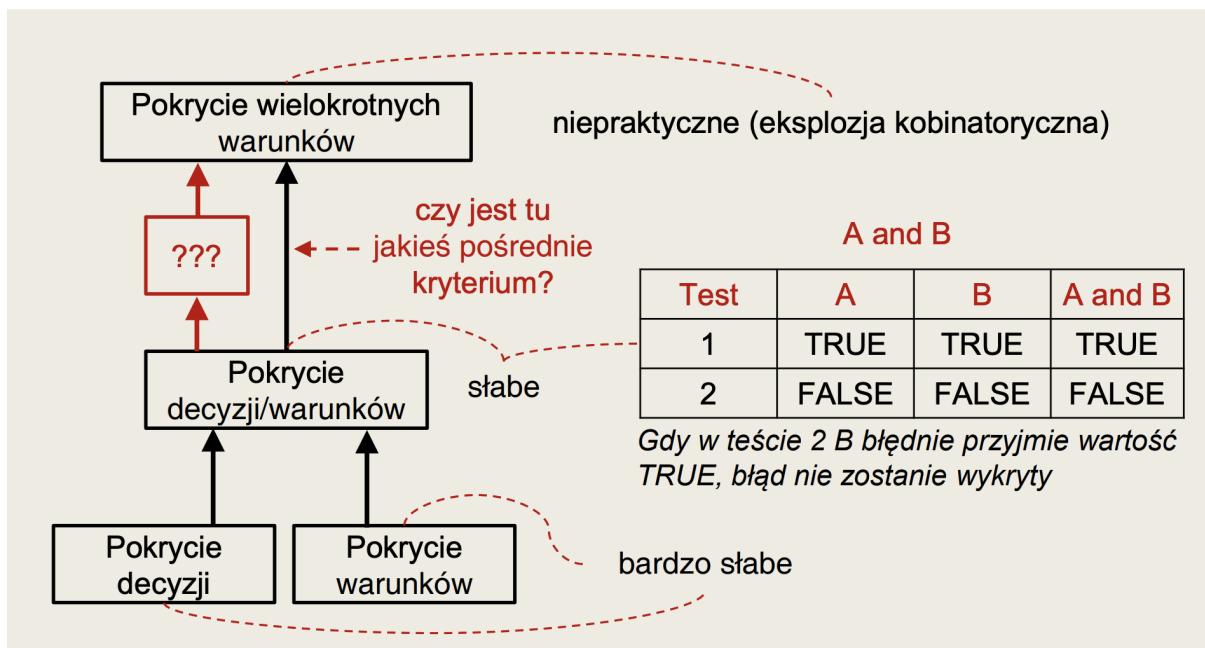 Pokrycie wielokrotnych
warunków
niepraktyczne (eksplozja kobinatoryczna)
???
czy jest tu
jakieś pośrednie
kryterium?
A and B
Test A B A and B
1 TRUE TRUE TRUE
2 FALSE FALSE FALSE
Pokrycie
decyzji/warunków
słabe
Gdy w teście 2 B błędnie przyjmie wartość
TRUE, błąd nie zostanie wykryty
Pokrycie
decyzji
Pokrycie
warunków
bardzo słabe